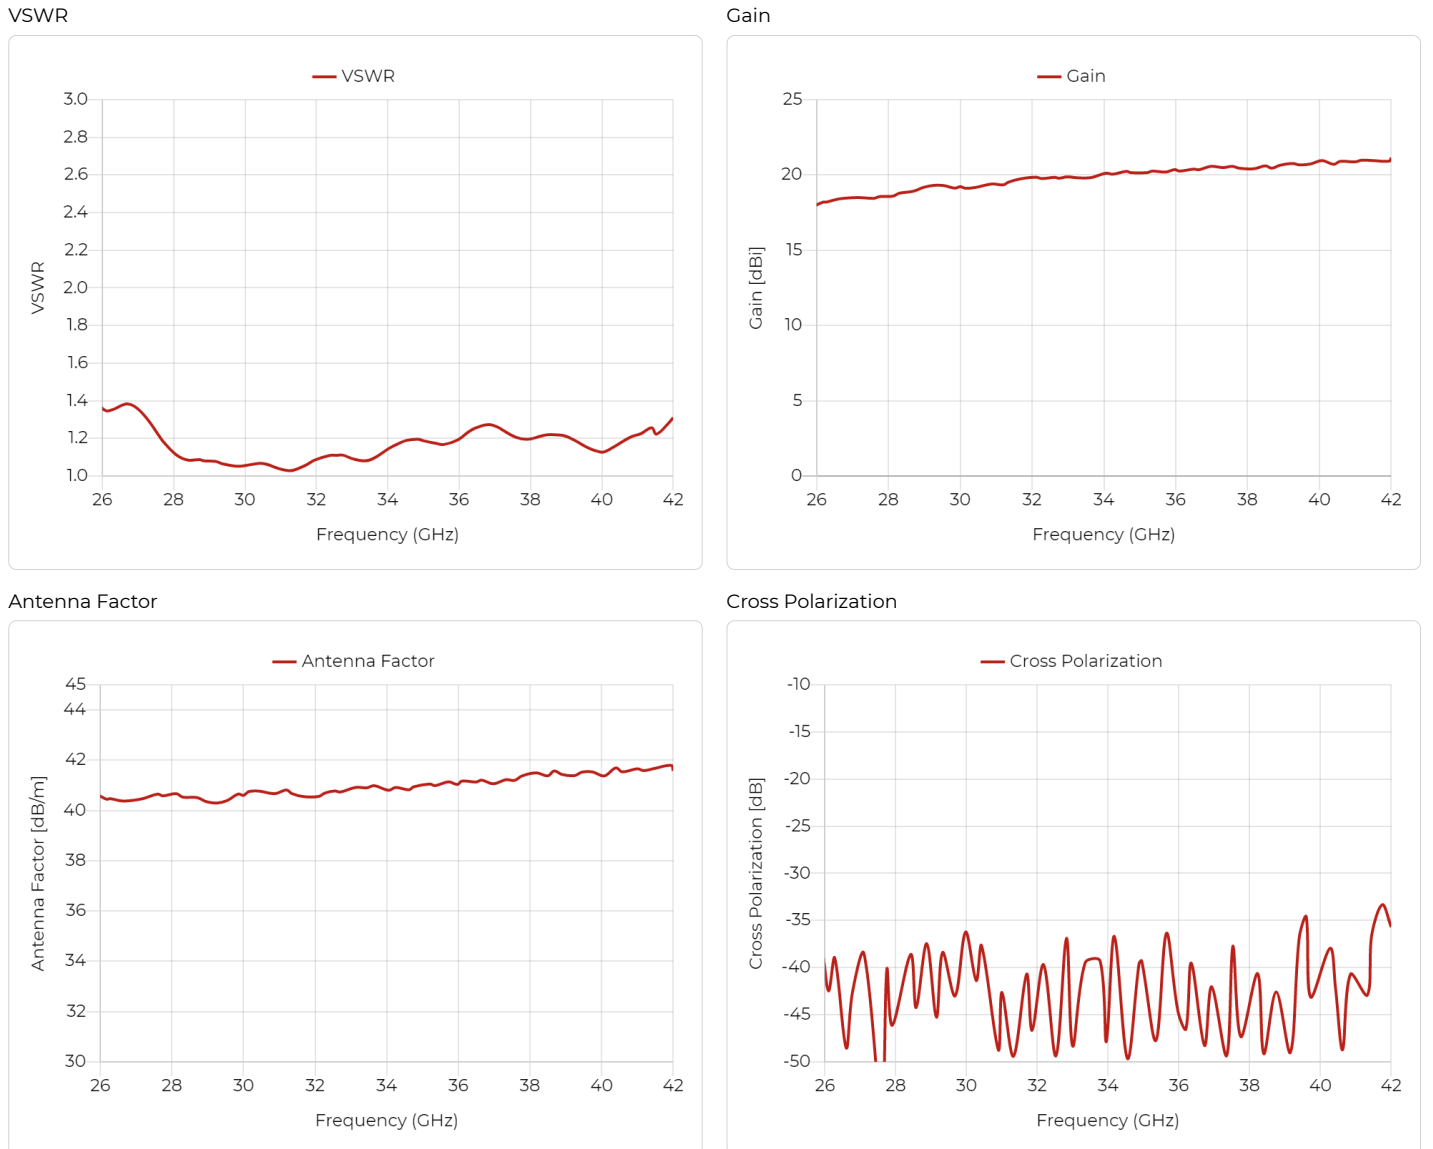 VSWR
VSWR
3.0
2.8
2.6
2.4
2.2
2.0
1.8
1.6
1.4
1.2
1.0
VSWR
26 28 30 32 34 36 38 40 42
Frequency (GHz)
Gain
Gain
25
20
15
10
5
0
Gain [dBi]
26 28 30 32 34 36 38 40 42
Frequency (GHz)
Antenna Factor
Antenna Factor
45
44
42
40
38
36
34
32
30
Antenna Factor [dB/m]
26 28 30 32 34 36 38 40 42
Frequency (GHz)
Cross Polarization
Cross Polarization
-10
-15
-20
-25
-30
-35
-40
-45
-50
Cross Polarization [dB]
26 28 30 32 34 36 38 40 42
Frequency (GHz)